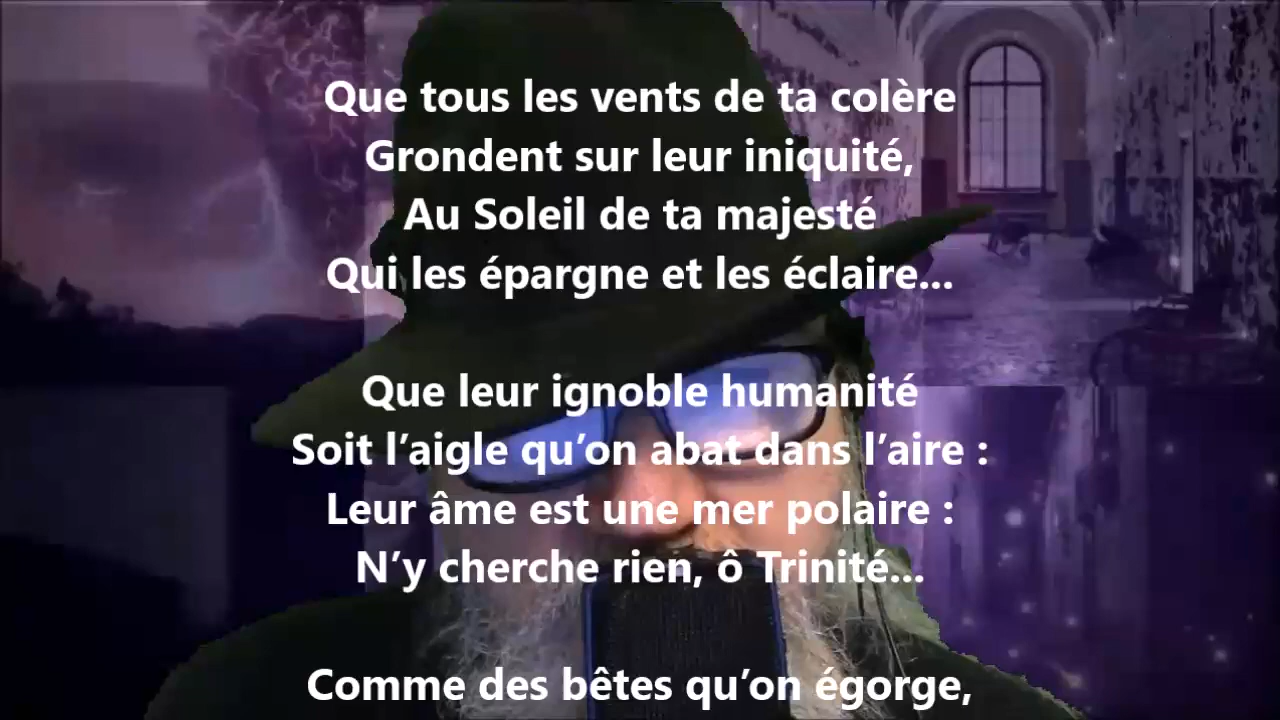 Que tous les vents de ta colère
Grondent sur leur iniquité,
Au Soleil de ta majesté
Qui les épargne et les éclaire...
Que leur ignoble humanité
Soit l’aigle qu’on abat dans l’aire :
Leur âme est une mer polaire :
N’y cherche rien, ô Trinité...
Comme des bêtes qu’on égorge,